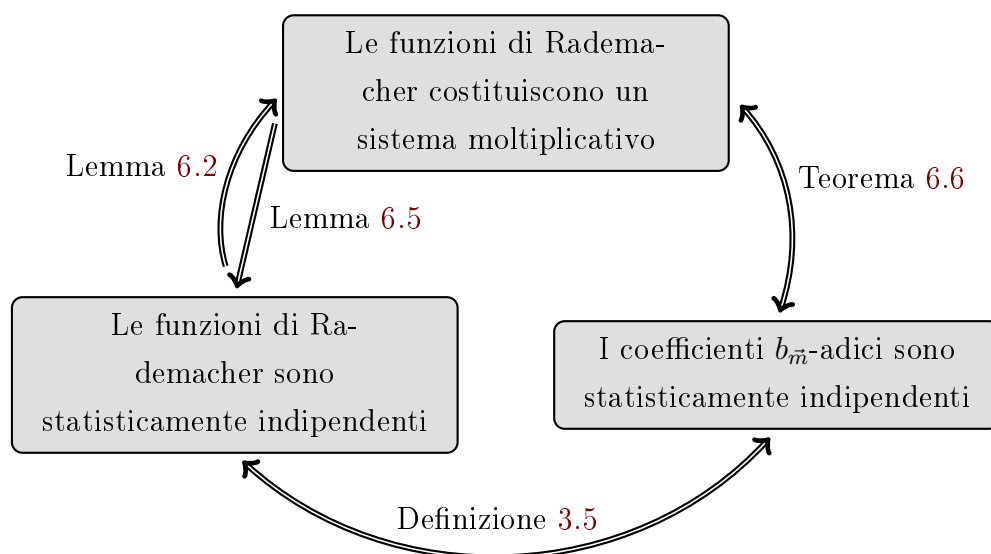 Le funzioni di Radema-
cher costituiscono un
sistema moltiplicativo
Lemma 6.2
Teorema 6.6
Lemma 6.5
Le funzioni di Ra-
demacher sono
statisticamente indipendenti
I coefficienti $b_{\vec{m}}$-adici sono
statisticamente indipendenti
Definizione 3.5